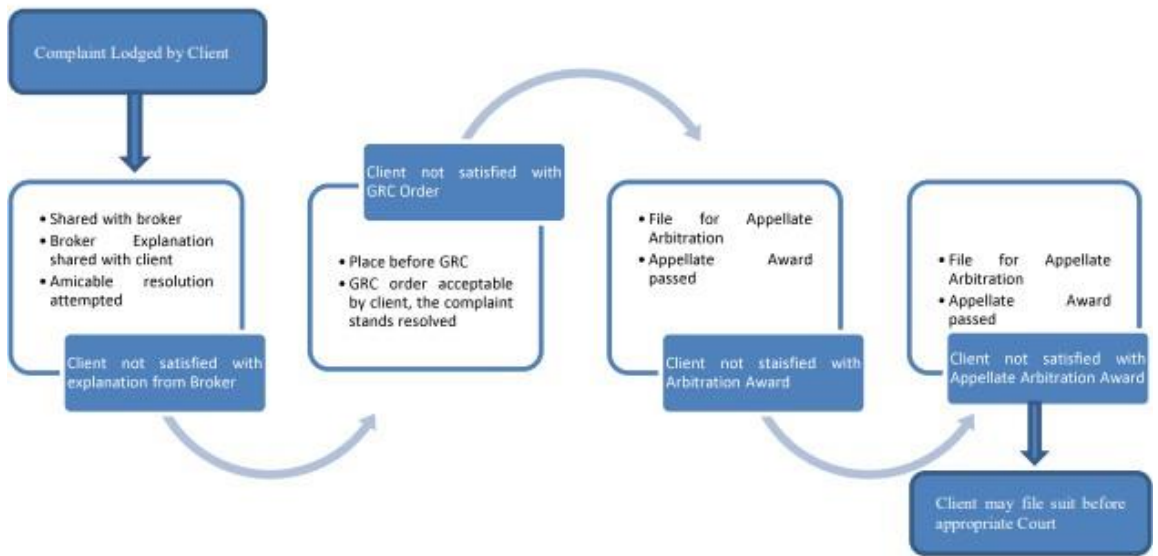 Complaint Lodged by Client
• Shared with broker
• Broker Explanation
shared with client
• Amicable resolution
attempted
Client not satisfied with
explanation from Broker
Client not satisfied with
GRC Order
• Place before GRC
• GRC order acceptable
by client, the complaint
stands resolved
• File for Appellate
Arbitration
• Appellate Award
passed
Client not staisfied with
Arbitration Award
• File for Appellate
Arbitration
• Appellate Award
passed
Client not satisfied with
Appellate Arbitration Award
Client may file suit before
appropriate Court